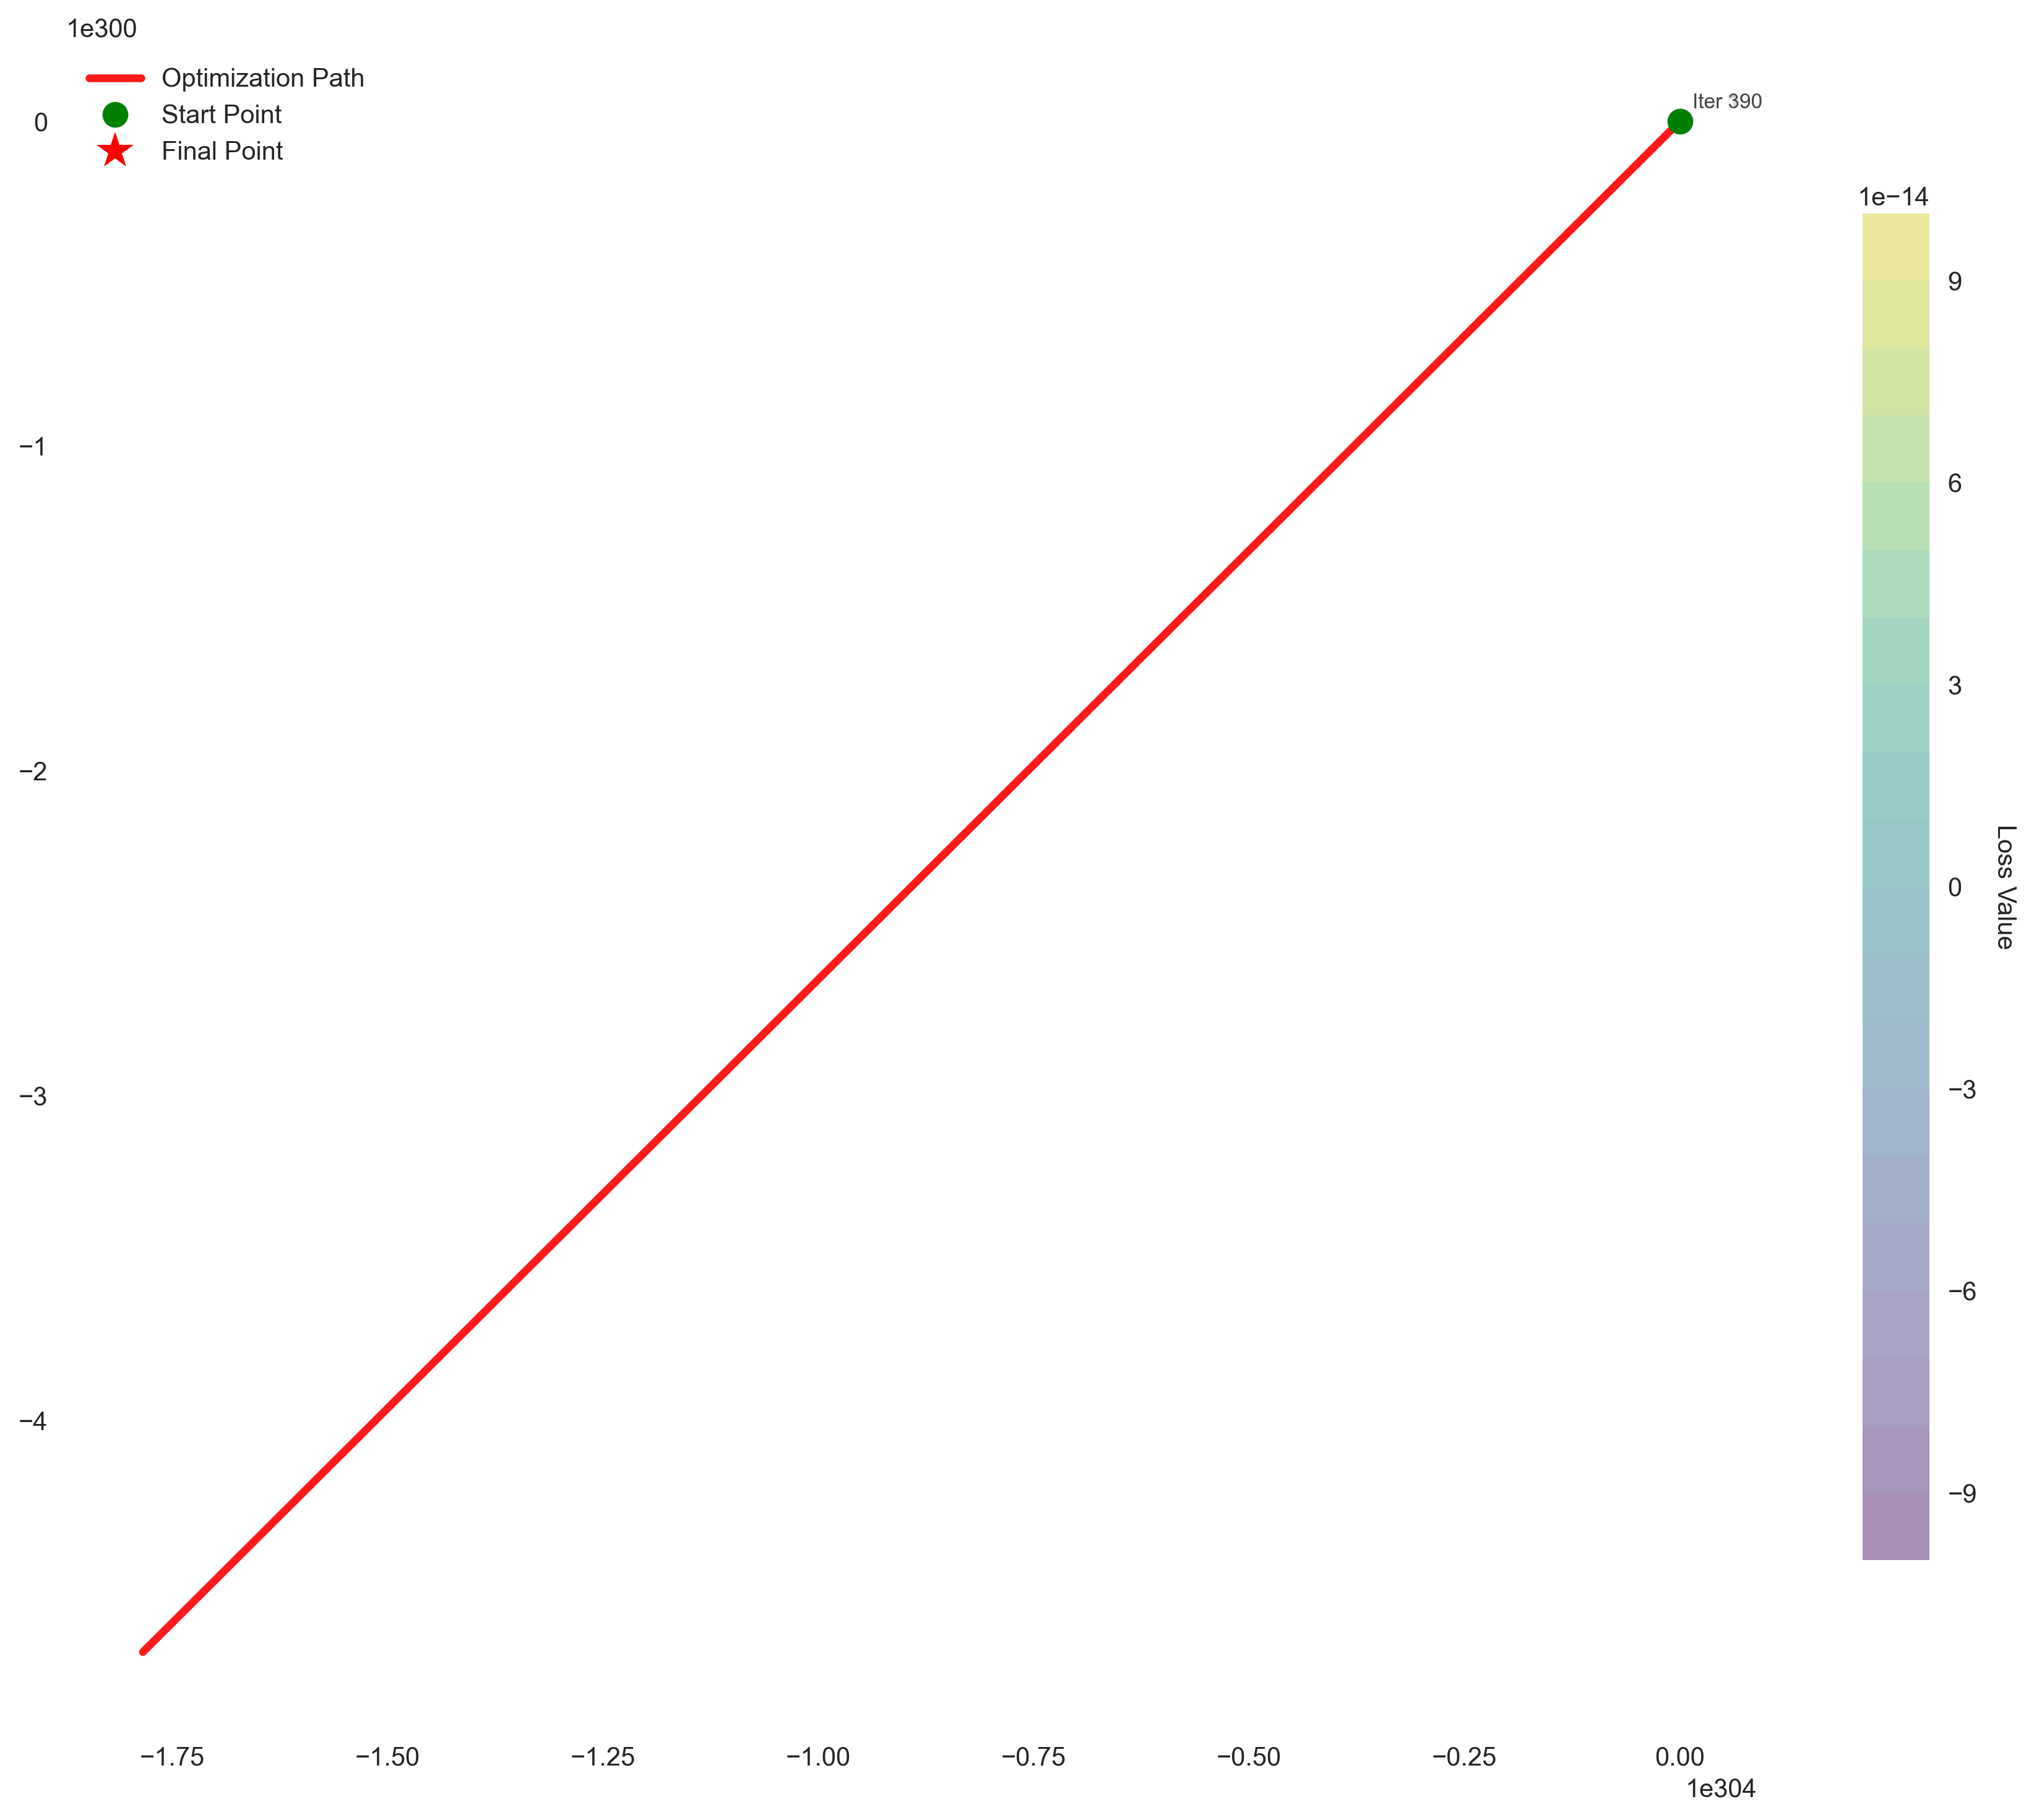 1e300
Optimization Path
Start Point
Final Point
0
−1
−2
−3
−4
Iter 390
1e−14
9
6
3
0
−3
−6
−9
Loss Value
−1.75 −1.50 −1.25 −1.00 −0.75 −0.50 −0.25 0.00
1e304